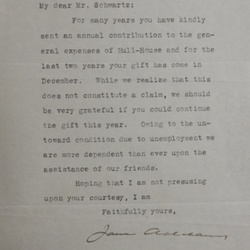 My dear Mr. Schwartz:
For many years you have kindly
sent an annual contribution to the gen-
eral expenses of Hull-House and for the
last two years your gift has come in
December. While we realize that this
does not constitute a claim, we should
be very grateful if you could continue
the gift this year. Owing to the un-
toward condition due to unemployment we
are more dependent than ever upon the
assistance of our friends.
Hoping that I am not presuming
upon your courtesy, I am
Faithfully yours,
Jane Addams